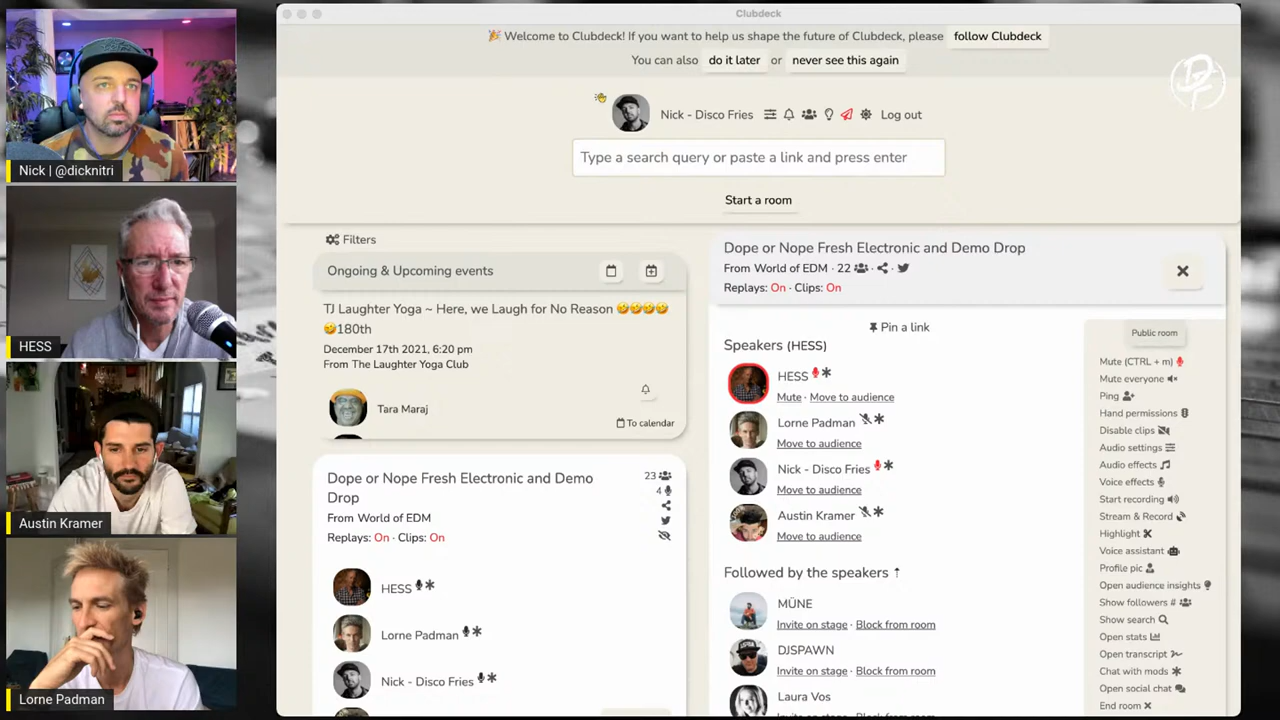 Clubdeck
🎉 Welcome to Clubdeck! If you want to help us shape the future of Clubdeck, please follow Clubdeck
You can also do it later or never see this again
Nick - Disco Fries Log out
Type a search query or paste a link and press enter
Start a room
Filters
Ongoing & Upcoming events
TJ Laughter Yoga ~ Here, we Laugh for No Reason 🤣🤣🤣🤣
🤣180th
December 17th 2021, 6:20 pm
From The Laughter Yoga Club
Tara Maraj
To calendar
Dope or Nope Fresh Electronic and Demo
Drop
From World of EDM
Replays: On · Clips: On
23
4
HESS
Lorne Padman
Nick - Disco Fries
Dope or Nope Fresh Electronic and Demo Drop
From World of EDM · 22
Replays: On · Clips: On
Pin a link
Speakers (HESS)
HESS
Mute · Move to audience
Lorne Padman
Move to audience
Nick - Disco Fries
Move to audience
Austin Kramer
Move to audience
Followed by the speakers ↑
MÜNE
Invite on stage · Block from room
DJSPAWN
Invite on stage · Block from room
Laura Vos
Invite on stage · Block from room
Public room
Mute (CTRL + m)
Mute everyone
Ping
Hand permissions
Disable clips
Audio settings
Audio effects
Voice effects
Start recording
Stream & Record
Highlight
Voice assistant
Profile pic
Open audience insights
Show followers #
Show search
Open stats
Open transcript
Chat with mods
Open social chat
End room
Nick | @dicknitri
HESS
Austin Kramer
Lorne Padman